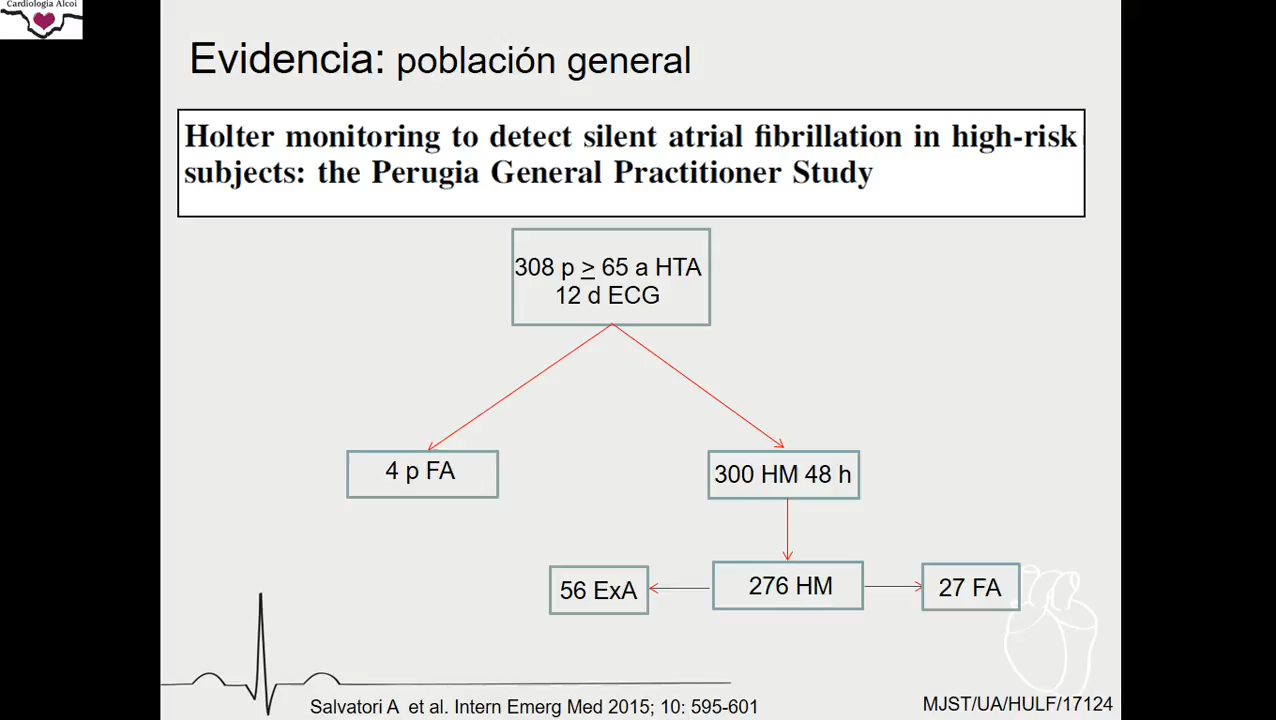 Cardiología Alcoi
Evidencia: población general
Holter monitoring to detect silent atrial fibrillation in high-risk
subjects: the Perugia General Practitioner Study
308 p ≥ 65 a HTA
12 d ECG
4 p FA
300 HM 48 h
56 ExA
276 HM
27 FA
Salvatori A et al. Intern Emerg Med 2015; 10: 595-601
MJST/UA/HULF/17124